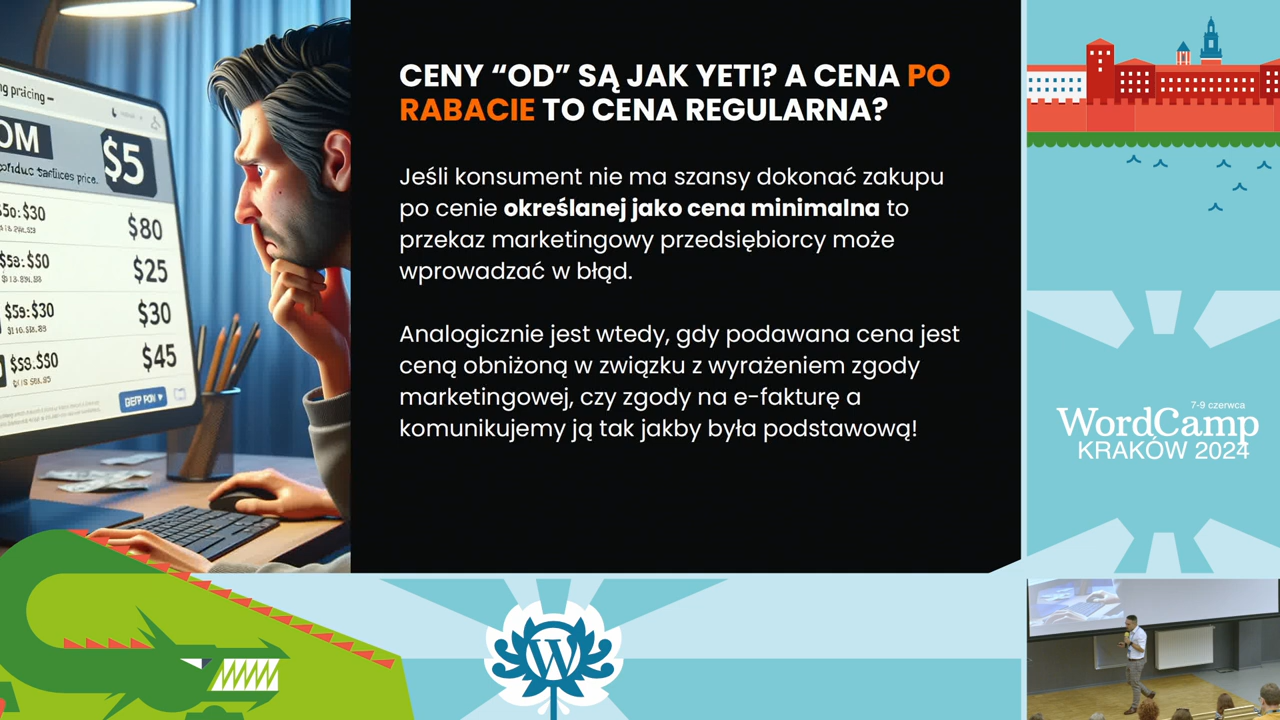 CENY “OD” SĄ JAK YETI? A CENA PO
RABACIE TO CENA REGULARNA?
Jeśli konsument nie ma szansy dokonać zakupu
po cenie określanej jako cena minimalna to
przekaz marketingowy przedsiębiorcy może
wprowadzać w błąd.
Analogicznie jest wtedy, gdy podawana cena jest
ceną obniżoną w związku z wyrażeniem zgody
marketingowej, czy zgody na e-fakturę a
komunikujemy ją tak jakby była podstawową!
$5
$80
$25
$30
$45
7-9 czerwca
WordCamp
KRAKÓW 2024
W